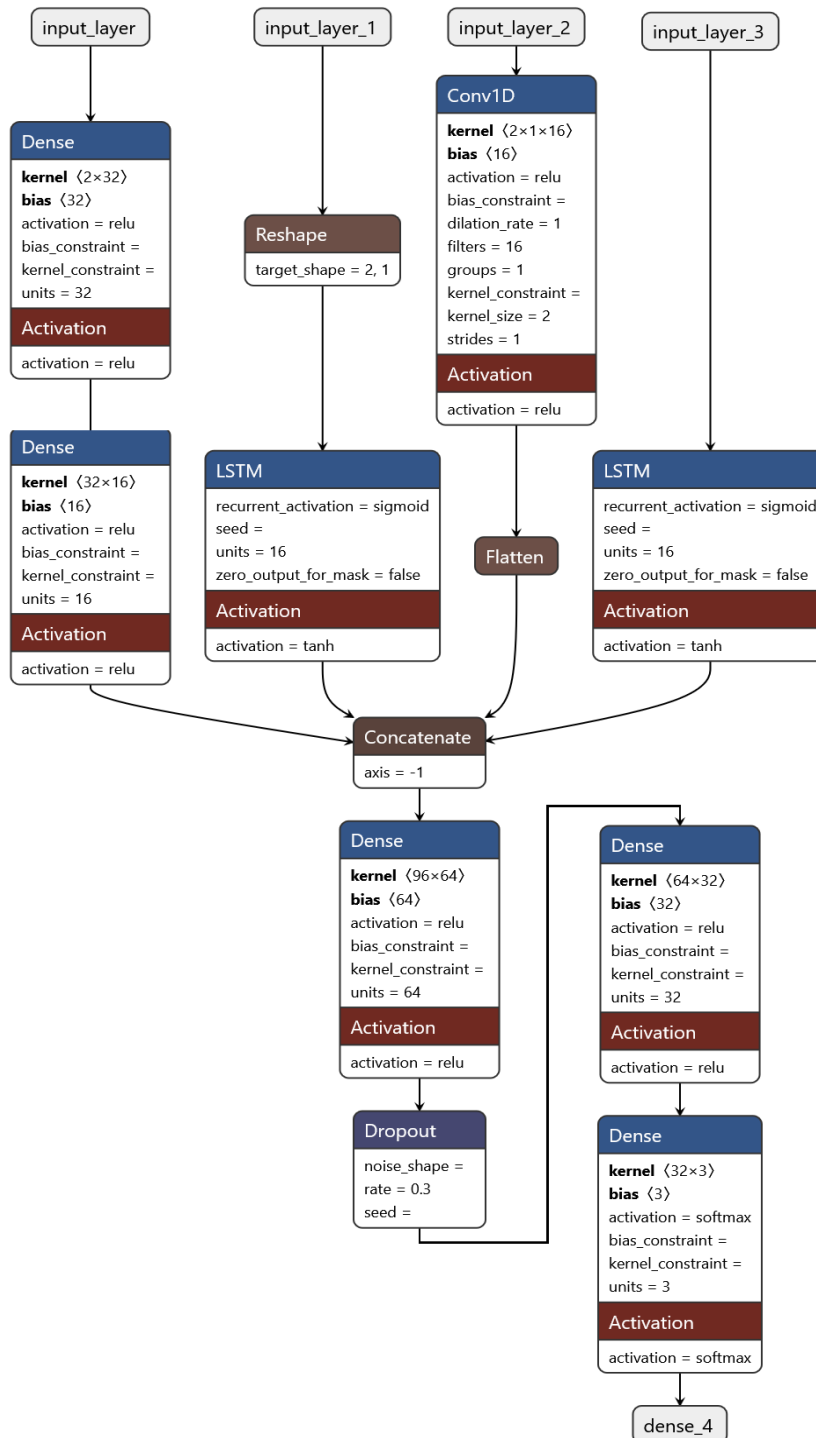 input_layer
input_layer_1
input_layer_2
input_layer_3
Dense
kernel 〈2×32〉
bias 〈32〉
activation = relu
bias_constraint =
kernel_constraint =
units = 32
Activation
activation = relu
Dense
kernel 〈32×16〉
bias 〈16〉
activation = relu
bias_constraint =
kernel_constraint =
units = 16
Activation
activation = relu
Reshape
target_shape = 2, 1
LSTM
recurrent_activation = sigmoid
seed =
units = 16
zero_output_for_mask = false
Activation
activation = tanh
Conv1D
kernel 〈2×1×16〉
bias 〈16〉
activation = relu
bias_constraint =
dilation_rate = 1
filters = 16
groups = 1
kernel_constraint =
kernel_size = 2
strides = 1
Activation
activation = relu
Flatten
LSTM
recurrent_activation = sigmoid
seed =
units = 16
zero_output_for_mask = false
Activation
activation = tanh
Concatenate
axis = -1
Dense
kernel 〈96×64〉
bias 〈64〉
activation = relu
bias_constraint =
kernel_constraint =
units = 64
Activation
activation = relu
Dropout
noise_shape =
rate = 0.3
seed =
Dense
kernel 〈64×32〉
bias 〈32〉
activation = relu
bias_constraint =
kernel_constraint =
units = 32
Activation
activation = relu
Dense
kernel 〈32×3〉
bias 〈3〉
activation = softmax
bias_constraint =
kernel_constraint =
units = 3
Activation
activation = softmax
dense_4